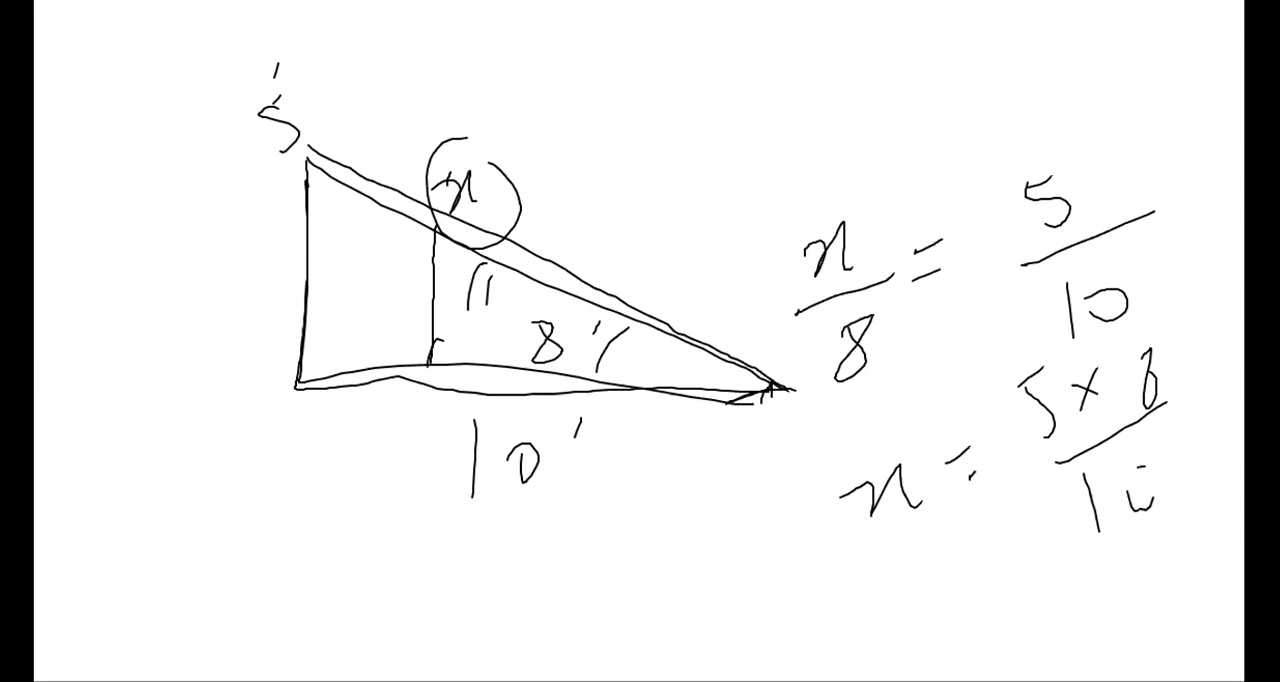 5'
x
8'
10'
x/8 = 5/10
x = 5 × 8/10